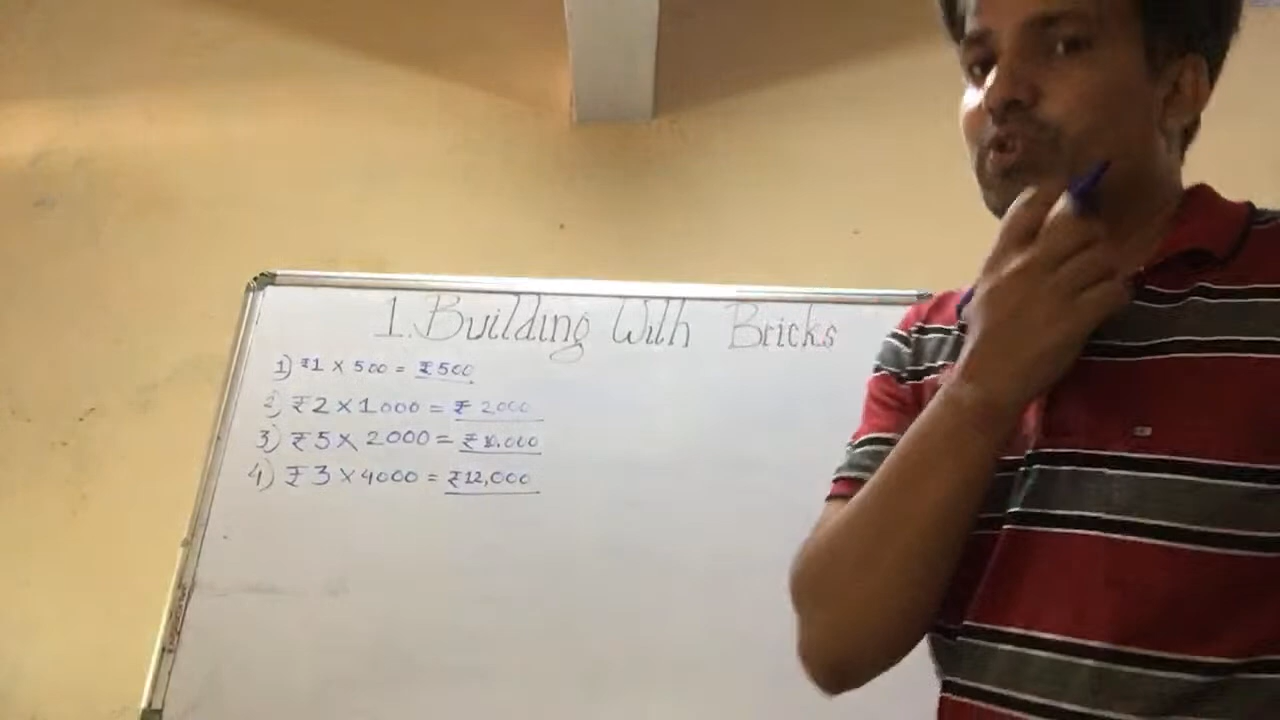 1. Building With Bricks
1) ₹1 × 500 = ₹500
2) ₹2 × 1000 = ₹ 2000
3) ₹5 × 2000 = ₹10.000
4) ₹3 × 4000 = ₹12,000